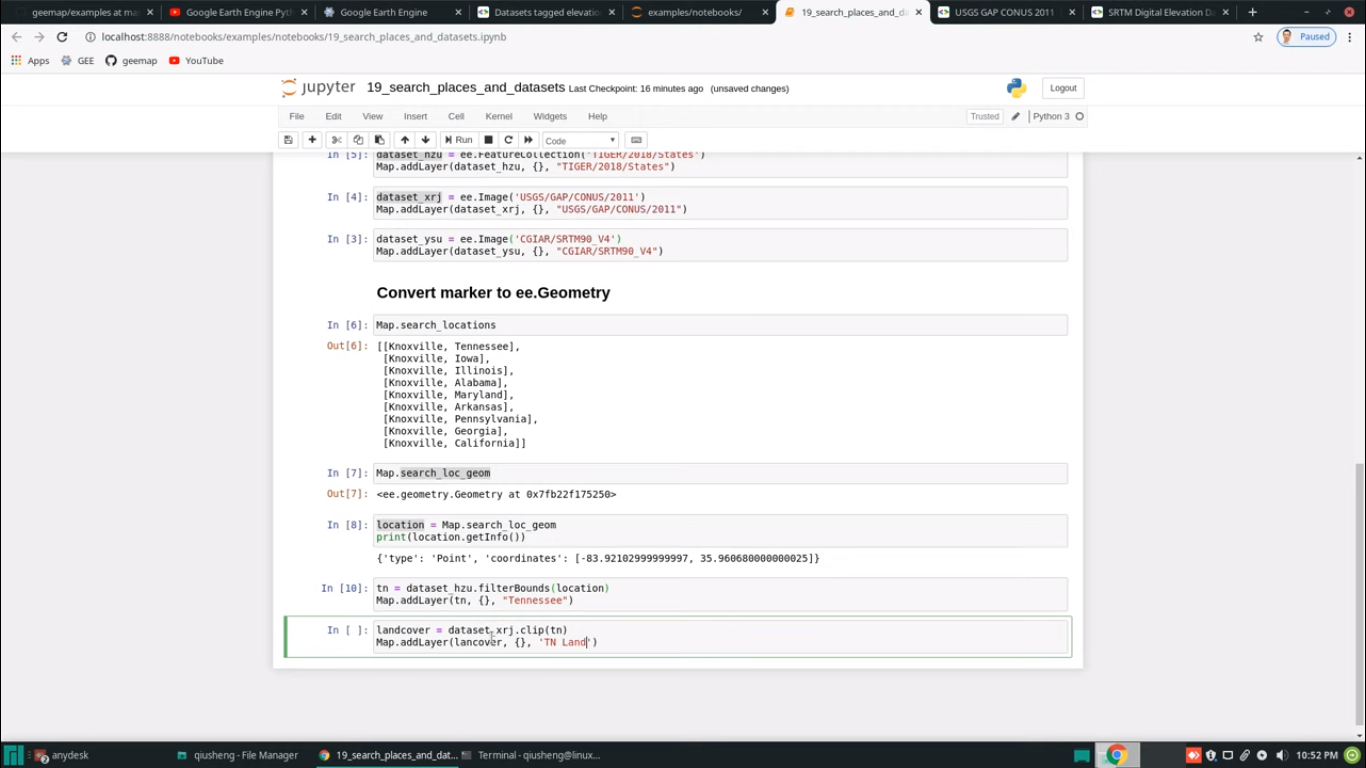 geemap/examples at ma
Google Earth Engine Pyt
Google Earth Engine
Datasets tagged elevatio
examples/notebooks/
19_search_places_and_da
USGS GAP CONUS 2011
SRTM Digital Elevation Da
localhost:8888/notebooks/examples/notebooks/19_search_places_and_datasets.ipynb
Paused
Apps
GEE
geemap
YouTube
jupyter
19_search_places_and_datasets
Last Checkpoint: 16 minutes ago (unsaved changes)
Logout
File
Edit
View
Insert
Cell
Kernel
Widgets
Help
Trusted
Python 3
Run
Code
In [5]:
dataset_hzu = ee.FeatureCollection('TIGER/2018/States')
Map.addLayer(dataset_hzu, {}, "TIGER/2018/States")
In [4]:
dataset_xrj = ee.Image('USGS/GAP/CONUS/2011')
Map.addLayer(dataset_xrj, {}, "USGS/GAP/CONUS/2011")
In [3]:
dataset_ysu = ee.Image('CGIAR/SRTM90_V4')
Map.addLayer(dataset_ysu, {}, "CGIAR/SRTM90_V4")
Convert marker to ee.Geometry
In [6]:
Map.search_locations
Out[6]:
[[Knoxville, Tennessee],
[Knoxville, Iowa],
[Knoxville, Illinois],
[Knoxville, Alabama],
[Knoxville, Maryland],
[Knoxville, Arkansas],
[Knoxville, Pennsylvania],
[Knoxville, Georgia],
[Knoxville, California]]
In [7]:
Map.search_loc_geom
Out[7]:
<ee.geometry.Geometry at 0x7fb22f175250>
In [8]:
location = Map.search_loc_geom
print(location.getInfo())
{'type': 'Point', 'coordinates': [-83.92102999999997, 35.960680000000025]}
In [10]:
tn = dataset_hzu.filterBounds(location)
Map.addLayer(tn, {}, "Tennessee")
In [ ]:
landcover = dataset_xrj.clip(tn)
Map.addLayer(lancover, {}, 'TN Land')
anydesk
qiusheng - File Manager
19_search_places_and_dat...
Terminal - qiusheng@linux...
10:52 PM